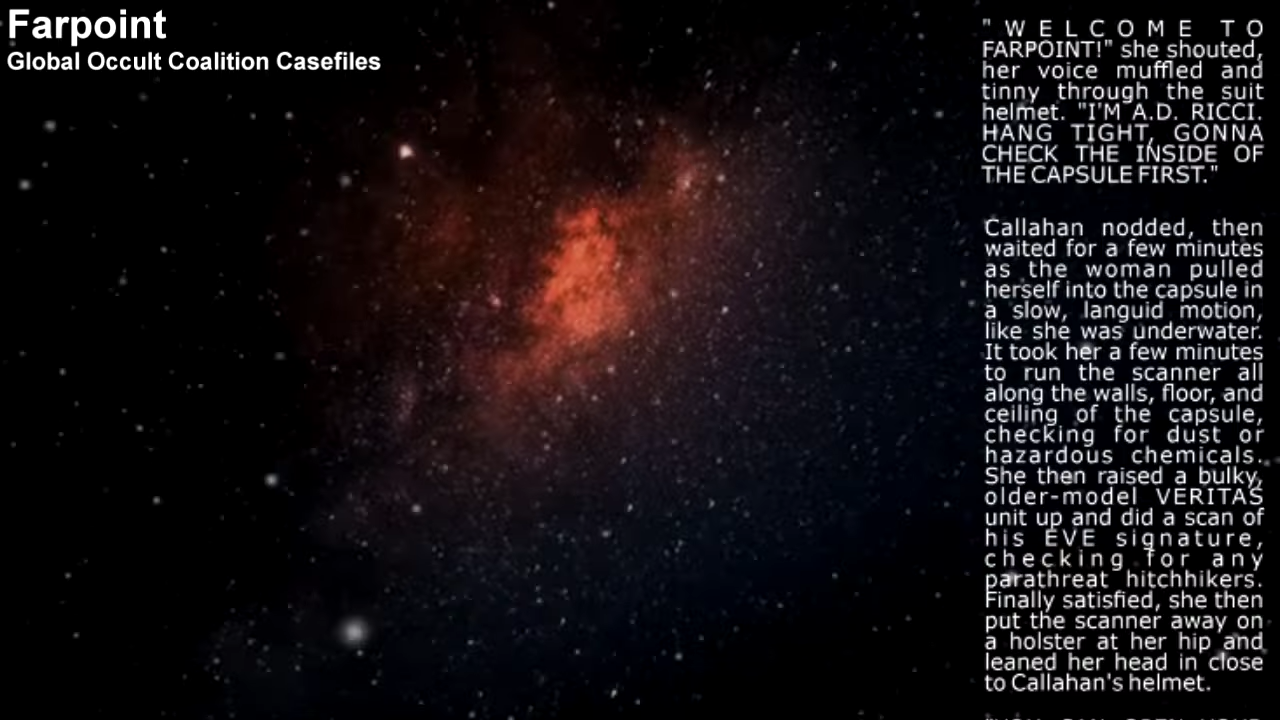 Farpoint
Global Occult Coalition Casefiles
" W E L C O M E T O
FARPOINT!" she shouted,
her voice muffled and
tinny through the suit
helmet. "I'M A.D. RICCI.
HANG TIGHT, GONNA
CHECK THE INSIDE OF
THE CAPSULE FIRST."
Callahan nodded, then
waited for a few minutes
as the woman pulled
herself into the capsule in
a slow, languid motion,
like she was underwater.
It took her a few minutes
to run the scanner all
along the walls, floor, and
ceiling of the capsule,
checking for dust or
hazardous chemicals.
She then raised a bulky,
older-model VERITAS
unit up and did a scan of
his EVE signature,
checking for any
parathreat hitchhikers.
Finally satisfied, she then
put the scanner away on
a holster at her hip and
leaned her head in close
to Callahan's helmet.